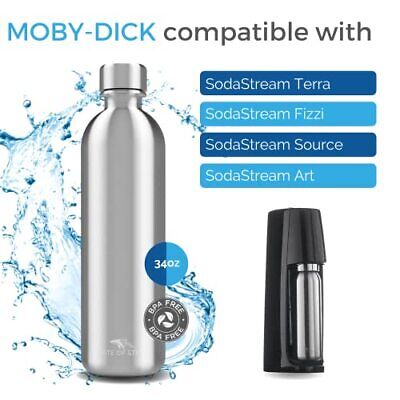 MOBY-DICK compatible with
SodaStream Terra
SodaStream Fizzi
SodaStream Source
SodaStream Art
34oz
BPA FREE
BPA FREE